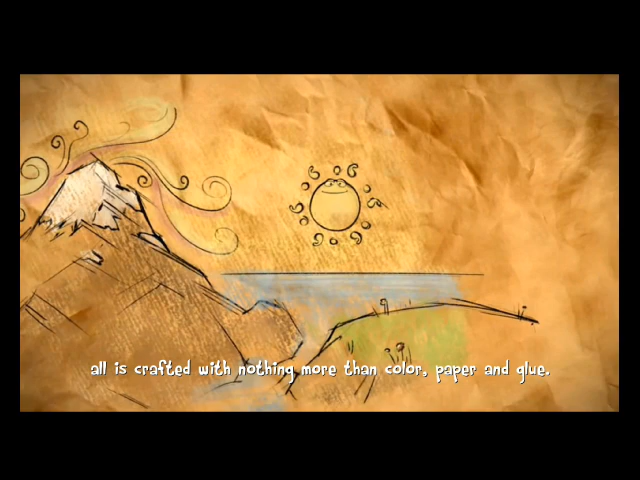 all is crafted with nothing more than color, paper and glue.